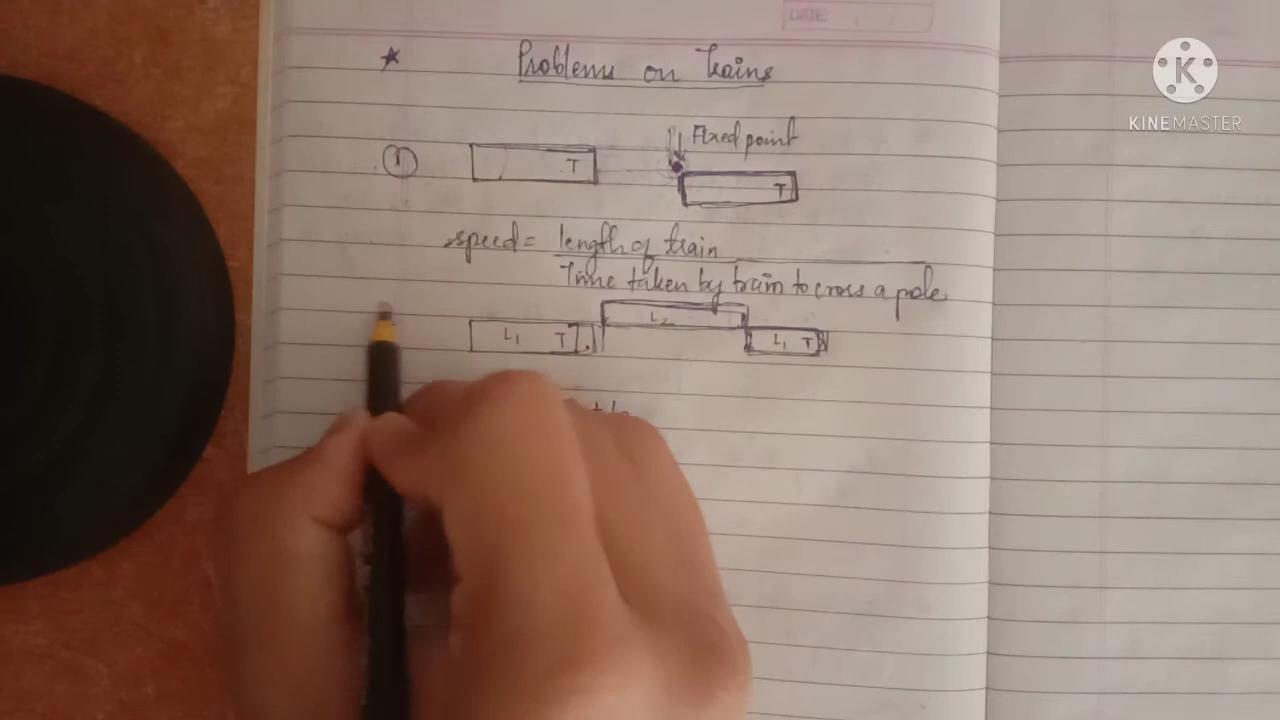 DATE:
★ Problems on trains
K
KINEMASTER
Fixed point
① T T
speed = length of train
Time taken by train to cross a pole
L₁ T L₂ L₁ T